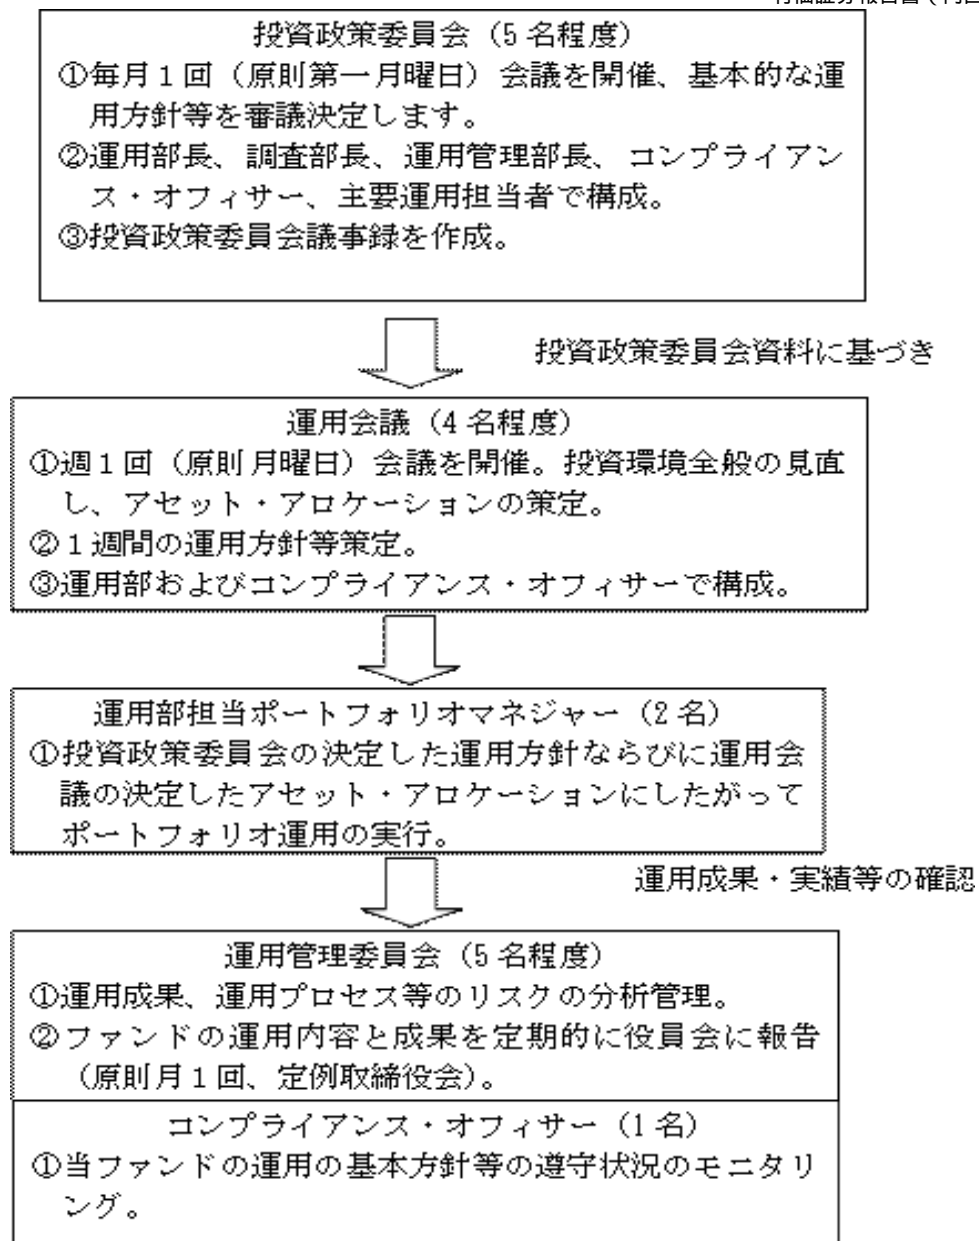 投資政策委員会（5名程度）
①毎月1回（原則第一月曜日）会議を開催、基本的な運
用方針等を審議決定します。
②運用部長、調査部長、運用管理部長、コンプライアン
ス・オフィサー、主要運用担当者で構成。
③投資政策委員会議事録を作成。
投資政策委員会資料に基づき
運用会議（4名程度）
①週1回（原則月曜日）会議を開催。投資環境全般の見直
し、アセット・アロケーションの策定。
②1週間の運用方針等策定。
③運用部およびコンプライアンス・オフィサーで構成。
運用部担当ポートフォリオマネジャー（2名）
①投資政策委員会の決定した運用方針ならびに運用会
議の決定したアセット・アロケーションにしたがって
ポートフォリオ運用の実行。
運用成果・実績等の確認
運用管理委員会（5名程度）
①運用成果、運用プロセス等のリスクの分析管理。
②ファンドの運用内容と成果を定期的に役員会に報告
（原則月1回、定例取締役会）。
コンプライアンス・オフィサー（1名）
①当ファンドの運用の基本方針等の遵守状況のモニタリ
ング。